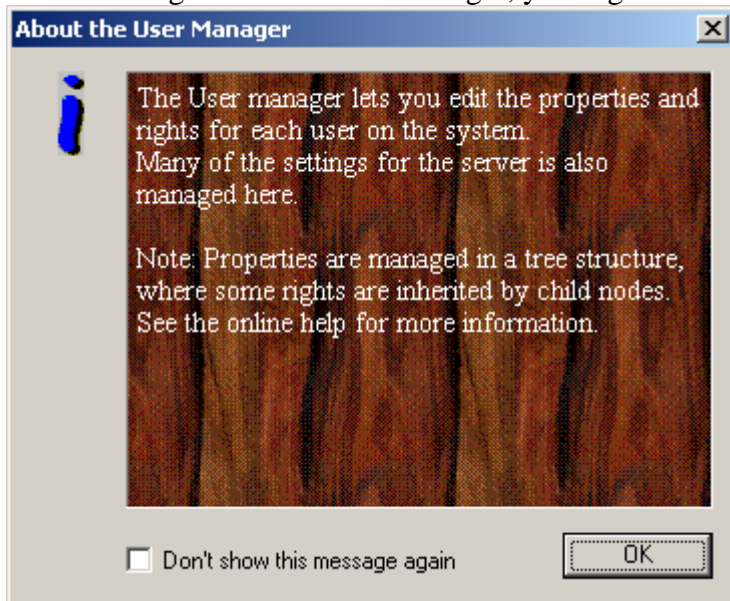 About the User Manager
The User manager lets you edit the properties and
rights for each user on the system.
Many of the settings for the server is also
managed here.
Note: Properties are managed in a tree structure,
where some rights are inherited by child nodes.
See the online help for more information.
Don't show this message again
OK